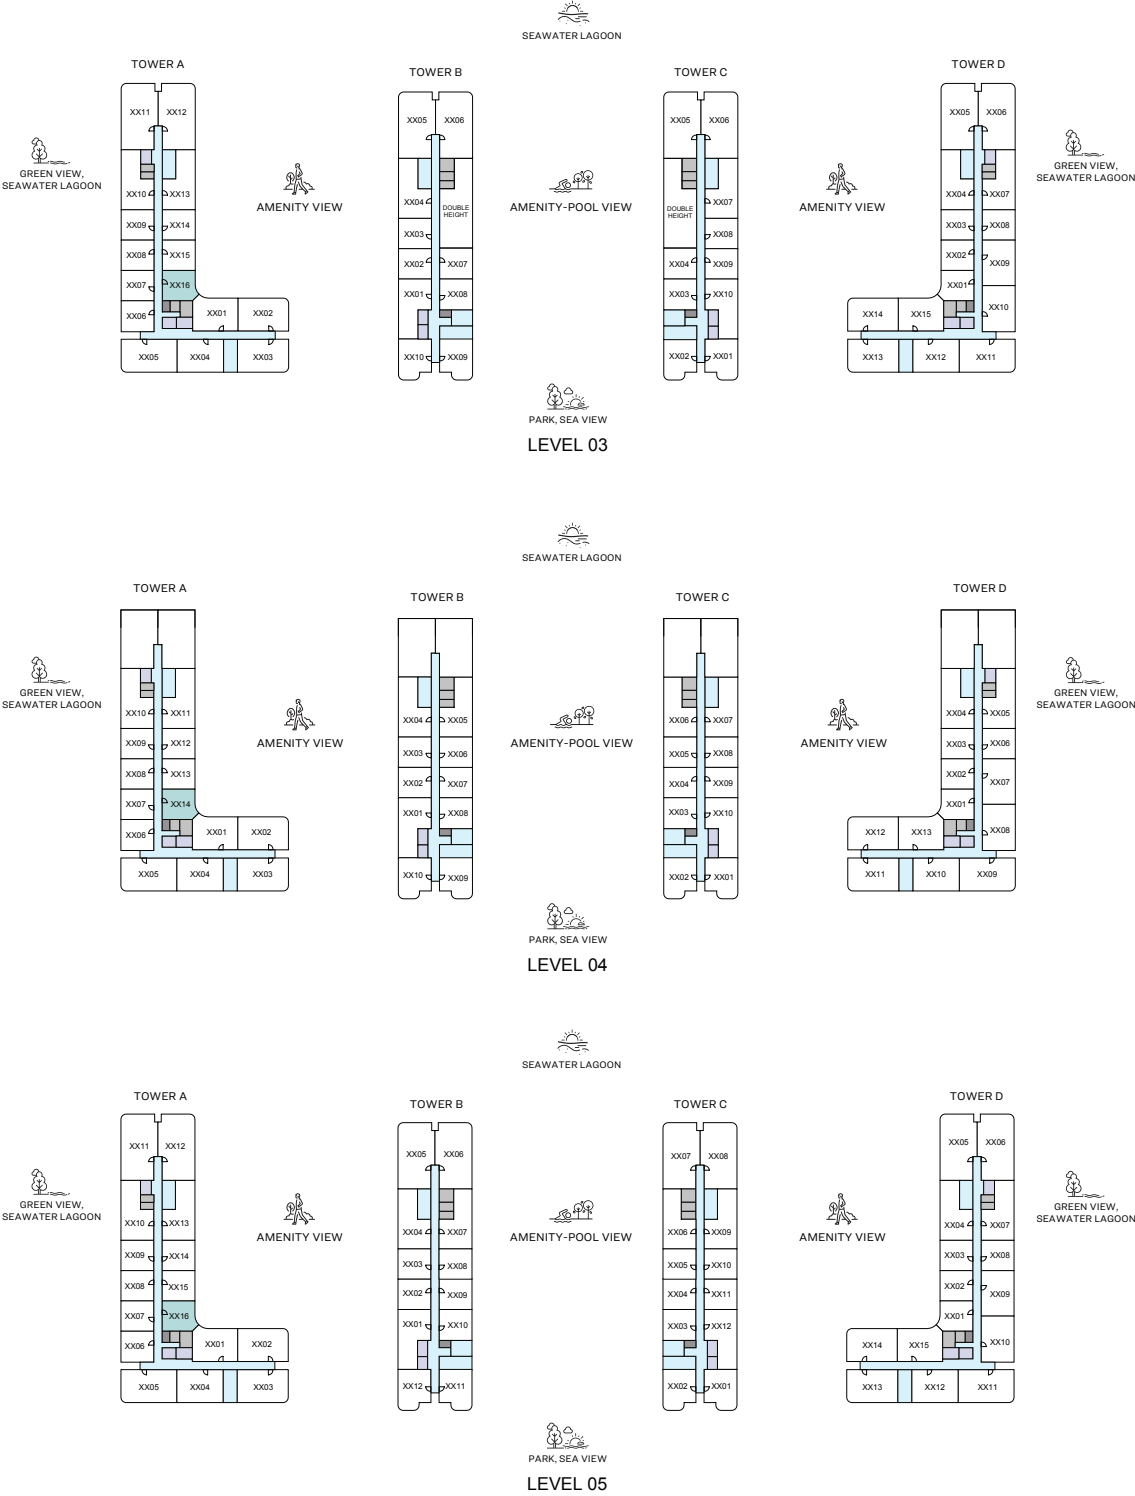 SEAWATER LAGOON
TOWER A
TOWER B
TOWER C
TOWER D
XX11 XX12
XX05 XX06
XX05 XX06
XX05 XX06
GREEN VIEW,
SEAWATER LAGOON
GREEN VIEW,
SEAWATER LAGOON
AMENITY VIEW
AMENITY-POOL VIEW
AMENITY VIEW
XX10 XX13
XX04 DOUBLE
HEIGHT
DOUBLE
HEIGHT XX07
XX04 XX07
XX09 XX14
XX03
XX08
XX03 XX08
XX08 XX15
XX02 XX07
XX04 XX09
XX02 XX09
XX07 XX16
XX01 XX08
XX03 XX10
XX01
XX10
XX06 XX01 XX02
XX14 XX15
XX05 XX04 XX03
XX10 XX09
XX02 XX01
XX13 XX12 XX11
PARK, SEA VIEW
LEVEL 03
SEAWATER LAGOON
TOWER A
TOWER B
TOWER C
TOWER D
GREEN VIEW,
SEAWATER LAGOON
GREEN VIEW,
SEAWATER LAGOON
AMENITY VIEW
AMENITY-POOL VIEW
AMENITY VIEW
XX10 XX11
XX04 XX05
XX06 XX07
XX04 XX05
XX09 XX12
XX03 XX06
XX05 XX08
XX03 XX06
XX08 XX13
XX02 XX07
XX04 XX09
XX02 XX07
XX07 XX14
XX01 XX08
XX03 XX10
XX01
XX08
XX06 XX01 XX02
XX12 XX13
XX05 XX04 XX03
XX10 XX09
XX02 XX01
XX11 XX10 XX09
PARK, SEA VIEW
LEVEL 04
SEAWATER LAGOON
TOWER A
TOWER B
TOWER C
TOWER D
XX11 XX12
XX05 XX06
XX07 XX08
XX05 XX06
GREEN VIEW,
SEAWATER LAGOON
GREEN VIEW,
SEAWATER LAGOON
AMENITY VIEW
AMENITY-POOL VIEW
AMENITY VIEW
XX10 XX13
XX04 XX07
XX06 XX09
XX04 XX07
XX09 XX14
XX03 XX08
XX05 XX10
XX03 XX08
XX08 XX15
XX02 XX09
XX04 XX11
XX02 XX09
XX07 XX16
XX01 XX10
XX03 XX12
XX01
XX10
XX06 XX01 XX02
XX14 XX15
XX05 XX04 XX03
XX12 XX11
XX02 XX01
XX13 XX12 XX11
PARK, SEA VIEW
LEVEL 05